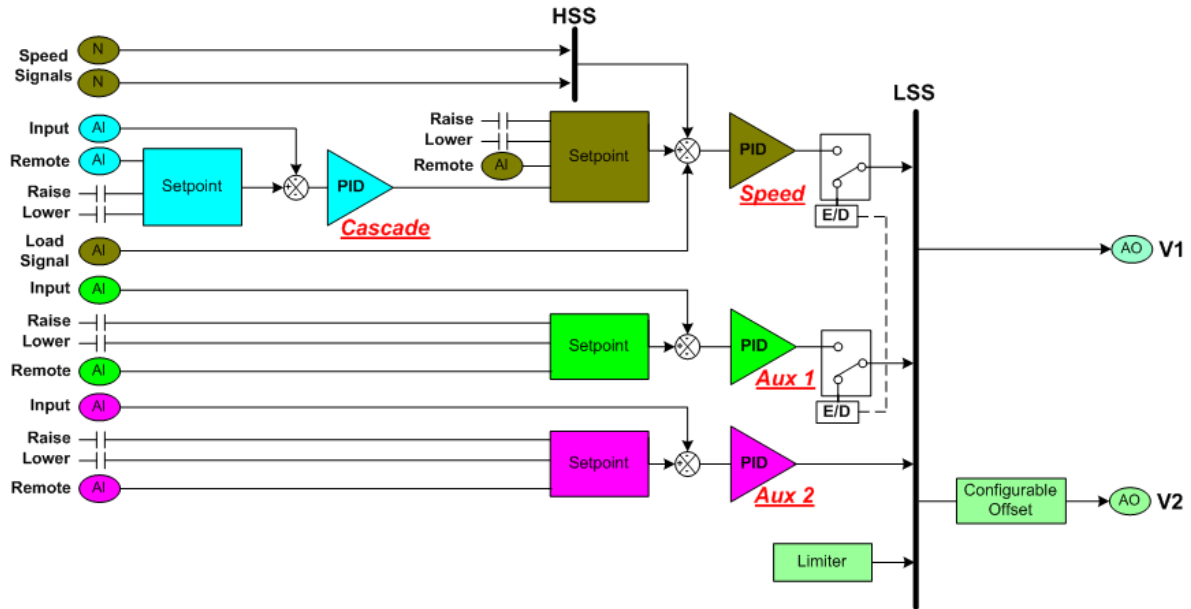 HSS
Speed
Signals
N
N
LSS
Input
AI
Remote
AI
Raise
Lower
Setpoint
+
-
-
PID
Cascade
Raise
Lower
Remote
AI
Setpoint
+
-
-
PID
Speed
E/D
Load
Signal
AI
AO
V1
Input
AI
Raise
Lower
Remote
AI
Setpoint
+
-
-
PID
Aux 1
E/D
Input
AI
Raise
Lower
Remote
AI
Setpoint
+
-
-
PID
Aux 2
Configurable
Offset
AO
V2
Limiter